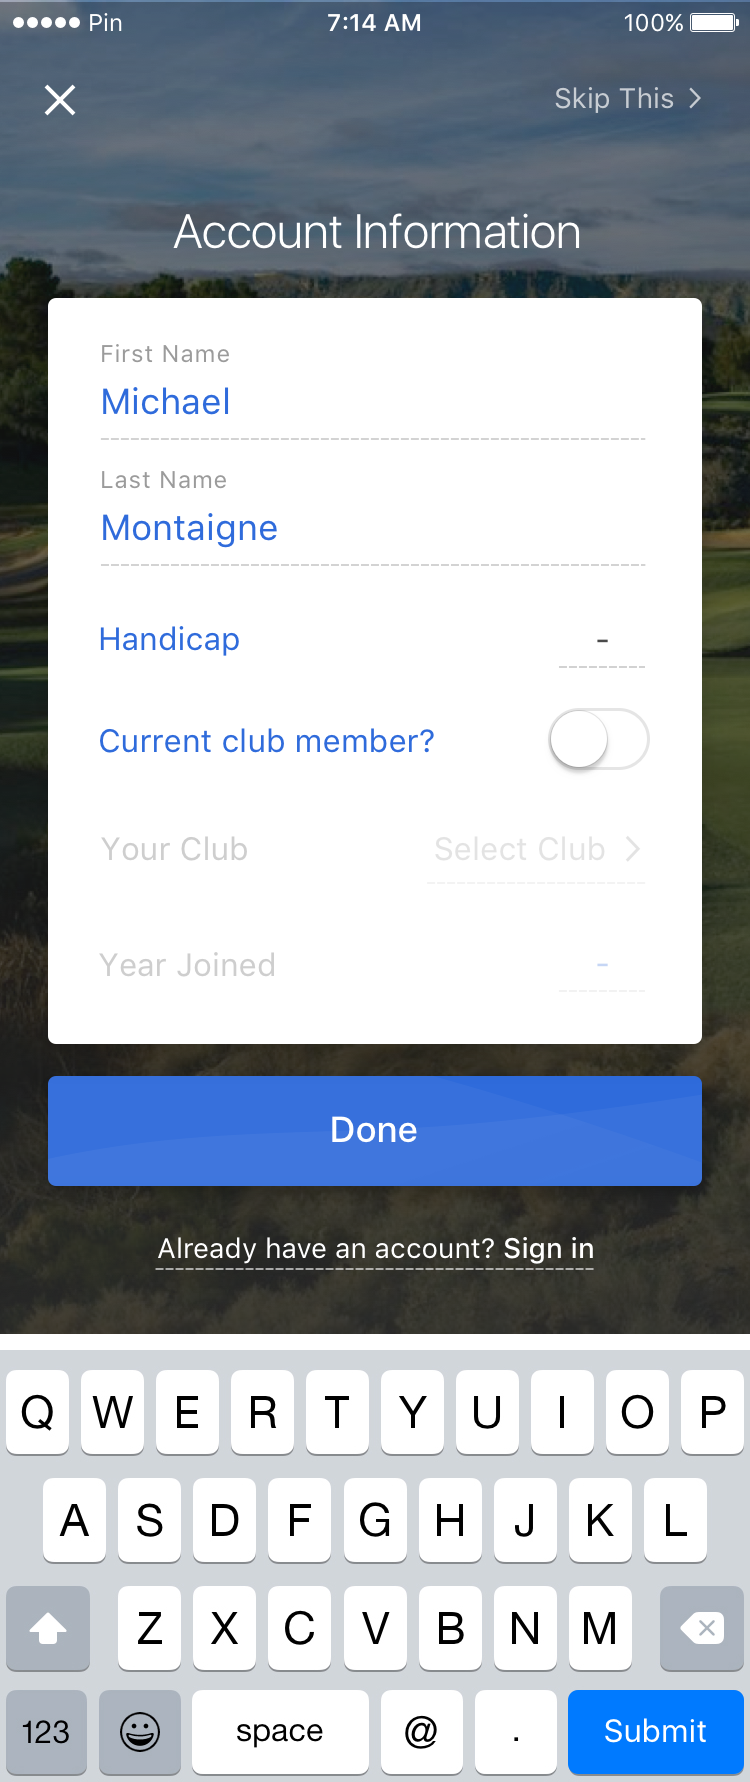 Pin 7:14 AM 100%
Skip This
Account Information
First Name
Michael
Last Name
Montaigne
Handicap -
Current club member?
Your Club Select Club
Year Joined -
Done
Already have an account? Sign in
Q W E R T Y U I O P
A S D F G H J K L
Z X C V B N M
123 space @ . Submit